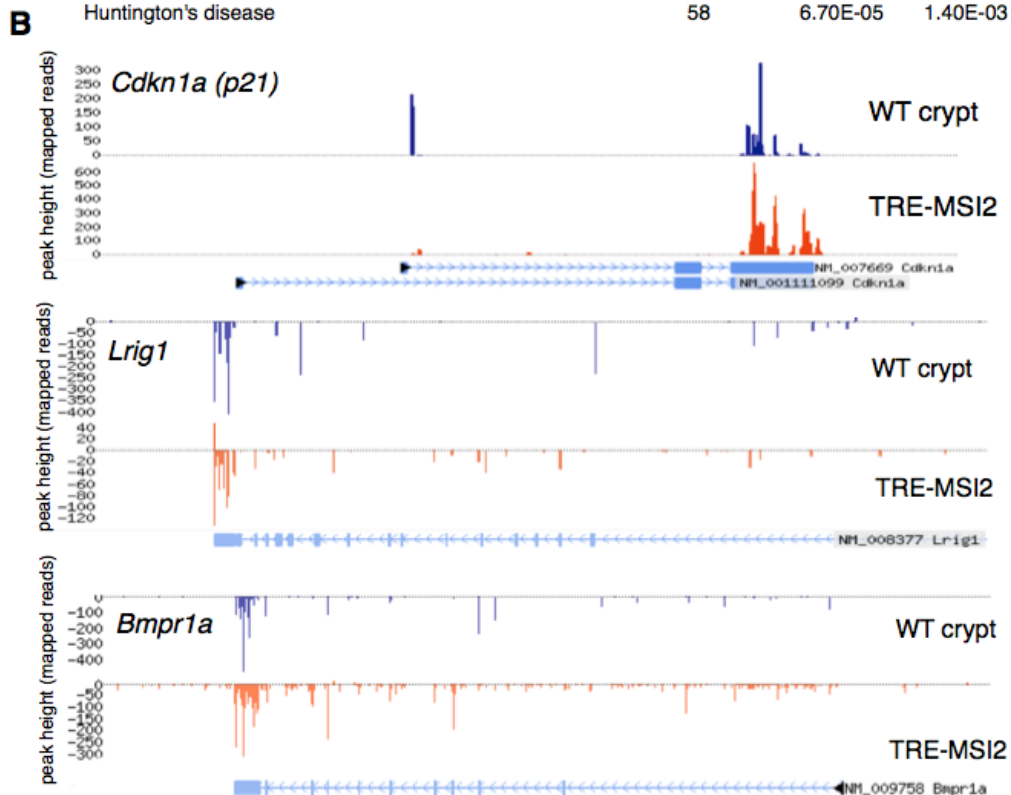 Huntington's disease 58 6.70E-05 1.40E-03
B
peak height (mapped reads)
Cdkn1a (p21)
300
250
200
150
100
50
0
WT crypt
600
500
400
300
200
100
0
TRE-MSI2
NM_007669 Cdkn1a
NM_001111099 Cdkn1a
peak height (mapped reads)
Lrig1
0
-50
-100
-150
-200
-250
-300
-350
-400
WT crypt
40
20
0
-20
-40
-60
-80
-100
-120
TRE-MSI2
NM_008377 Lrig1
peak height (mapped reads)
Bmpr1a
0
-100
-200
-300
-400
WT crypt
0
-50
-100
-150
-200
-250
-300
TRE-MSI2
NM_009758 Bmpr1a